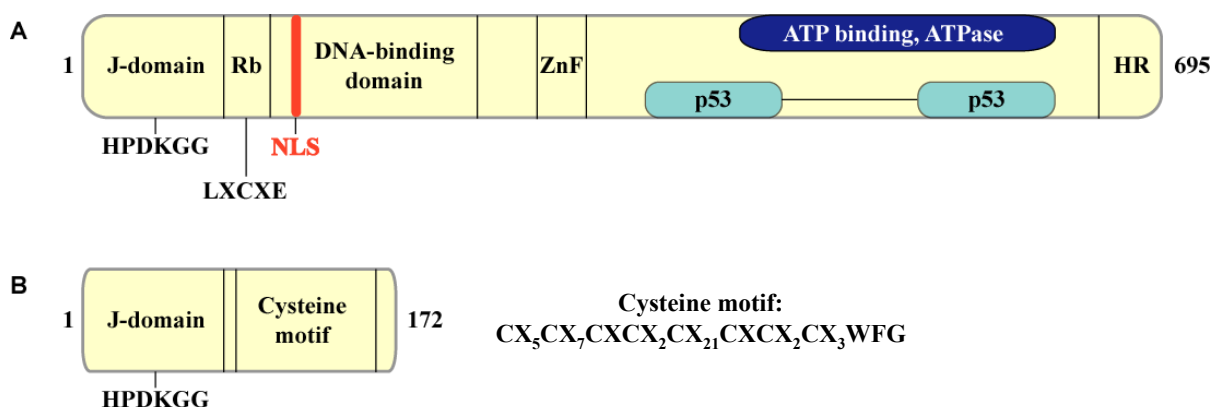 A
1
J-domain
Rb
DNA-binding
domain
ZnF
ATP binding, ATPase
p53
p53
HR
695
HPDKGG
NLS
LXCXE
B
1
J-domain
Cysteine
motif
172
HPDKGG
Cysteine motif:
CX₅CX₇CXCX₂CX₂₁CXCX₂CX₃WFG